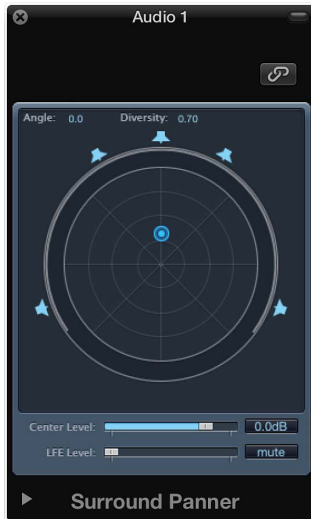 Audio 1
Angle: 0.0 Diversity: 0.70
Center Level: 0.0dB
LFE Level: mute
Surround Panner